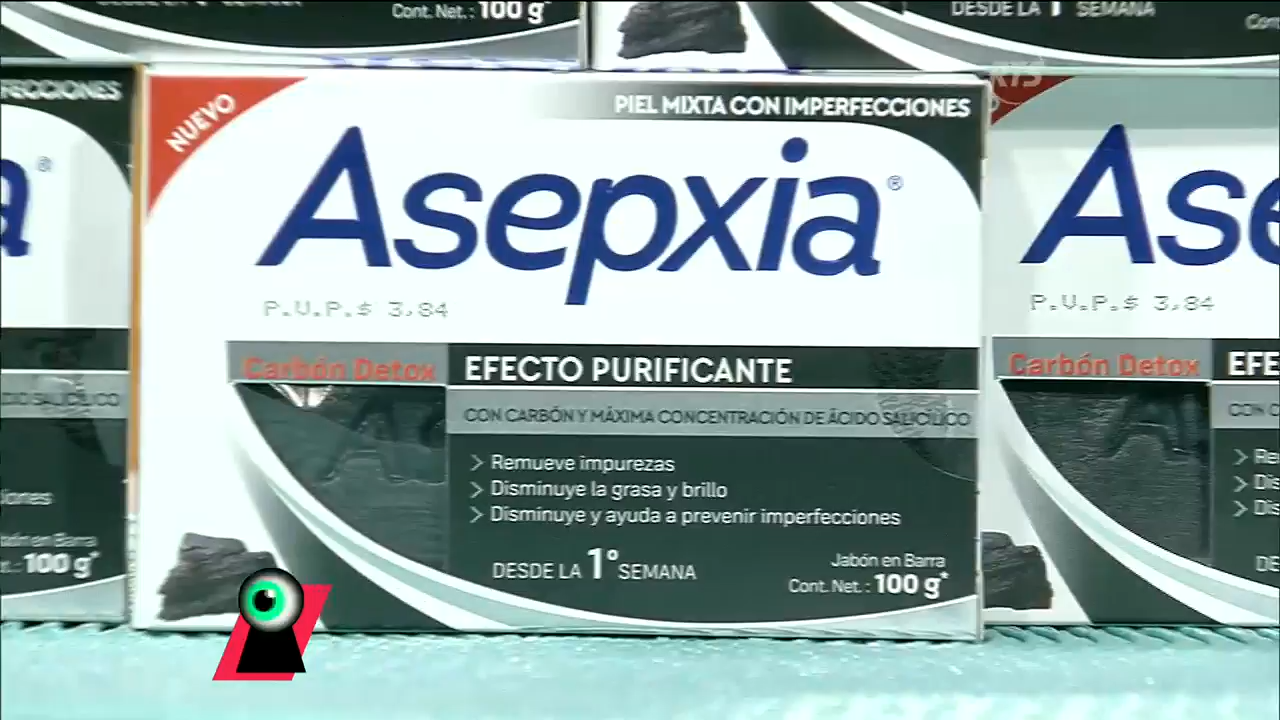 Cont. Net.: 100 g*
DESDE LA 1° SEMANA
NUEVO
PIEL MIXTA CON IMPERFECCIONES
Asepxia®
P.V.P.$ 3,84
Carbón Detox
EFECTO PURIFICANTE
CON CARBÓN Y MÁXIMA CONCENTRACIÓN DE ÁCIDO SALICÍLICO
> Remueve impurezas
> Disminuye la grasa y brillo
> Disminuye y ayuda a prevenir imperfecciones
DESDE LA 1° SEMANA
Jabón en Barra
Cont. Net.: 100 g*
100 g*
RTS
P.V.P.$ 3,84
Carbón Detox